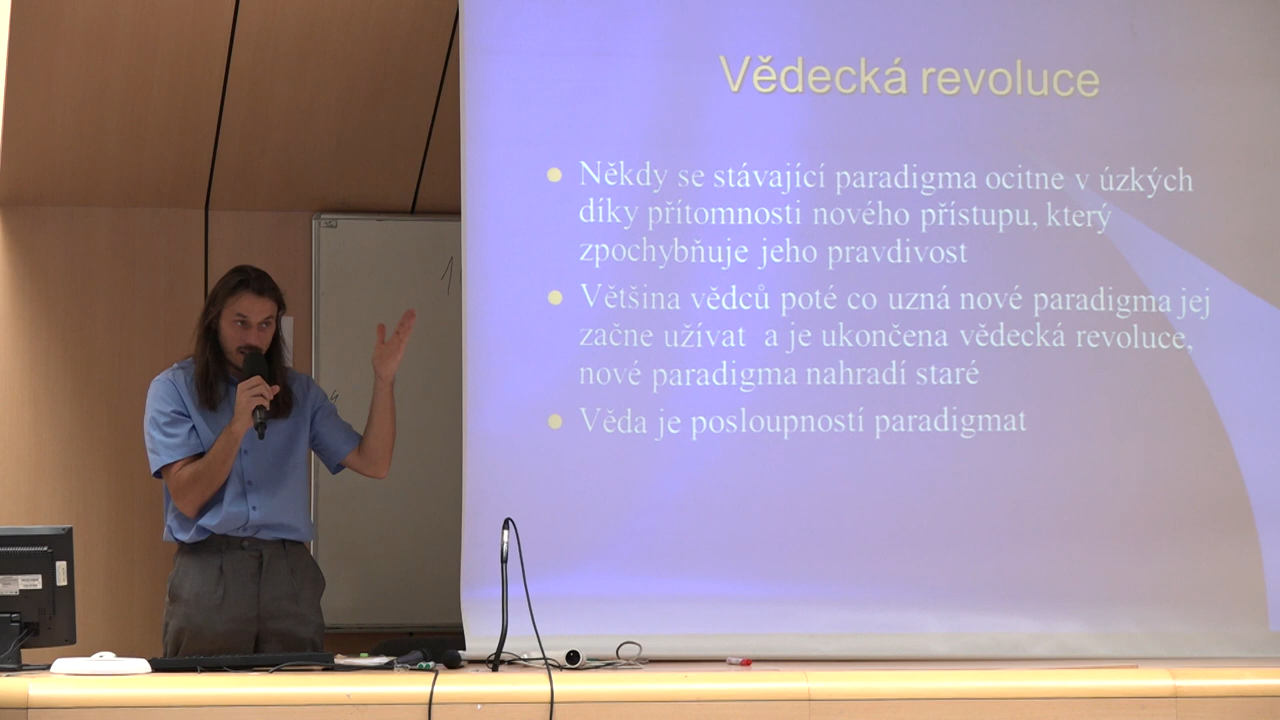 Vědecká revoluce
Někdy se stávající paradigma ocitne v úzkých
díky přítomnosti nového přístupu, který
zpochybňuje jeho pravdivost
Většina vědců poté co uzná nové paradigma jej
začne užívat a je ukončena vědecká revoluce,
nové paradigma nahradí staré
Věda je posloupností paradigmat